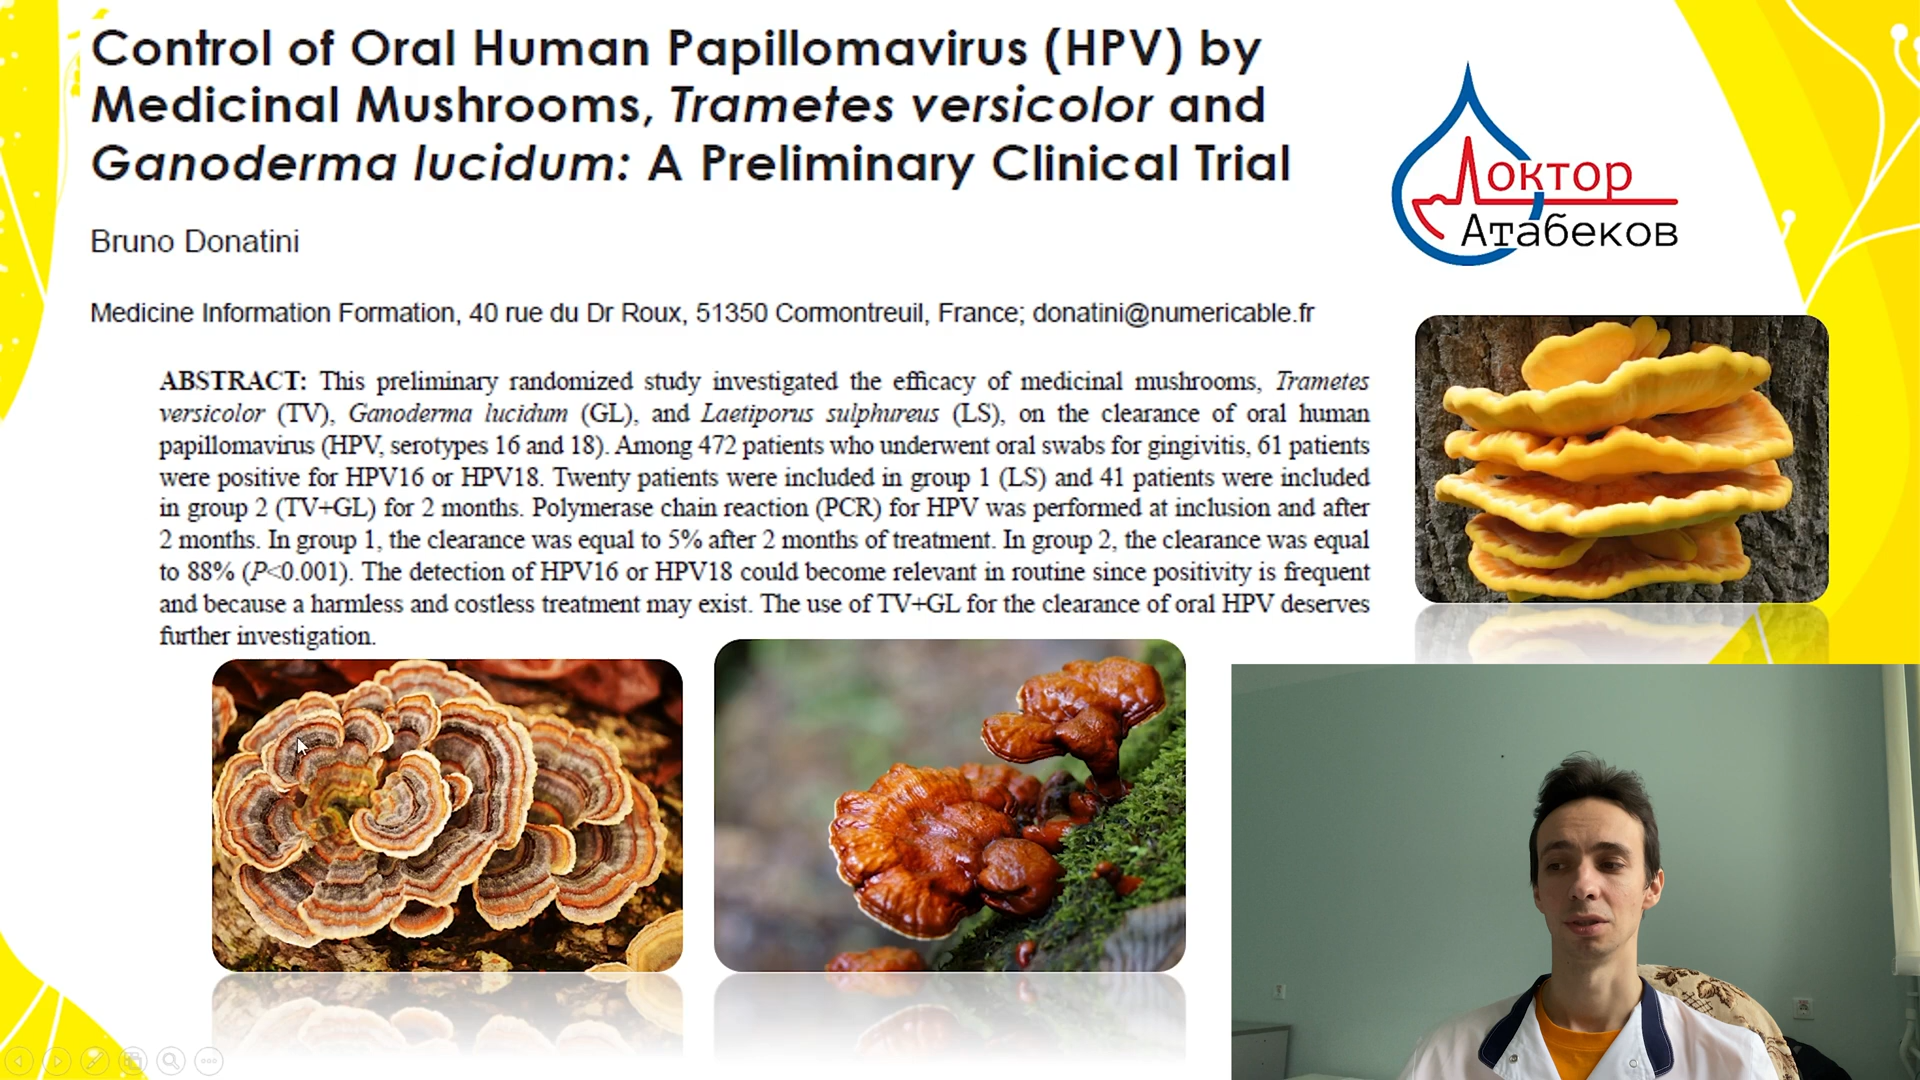 Control of Oral Human Papillomavirus (HPV) by
Medicinal Mushrooms, Trametes versicolor and
Ganoderma lucidum: A Preliminary Clinical Trial
Bruno Donatini
Medicine Information Formation, 40 rue du Dr Roux, 51350 Cormontreuil, France; donatini@numericable.fr
ABSTRACT: This preliminary randomized study investigated the efficacy of medicinal mushrooms, Trametes
versicolor (TV), Ganoderma lucidum (GL), and Laetiporus sulphureus (LS), on the clearance of oral human
papillomavirus (HPV, serotypes 16 and 18). Among 472 patients who underwent oral swabs for gingivitis, 61 patients
were positive for HPV16 or HPV18. Twenty patients were included in group 1 (LS) and 41 patients were included
in group 2 (TV+GL) for 2 months. Polymerase chain reaction (PCR) for HPV was performed at inclusion and after
2 months. In group 1, the clearance was equal to 5% after 2 months of treatment. In group 2, the clearance was equal
to 88% (P<0.001). The detection of HPV16 or HPV18 could become relevant in routine since positivity is frequent
and because a harmless and costless treatment may exist. The use of TV+GL for the clearance of oral HPV deserves
further investigation.
Доктор
Атабеков